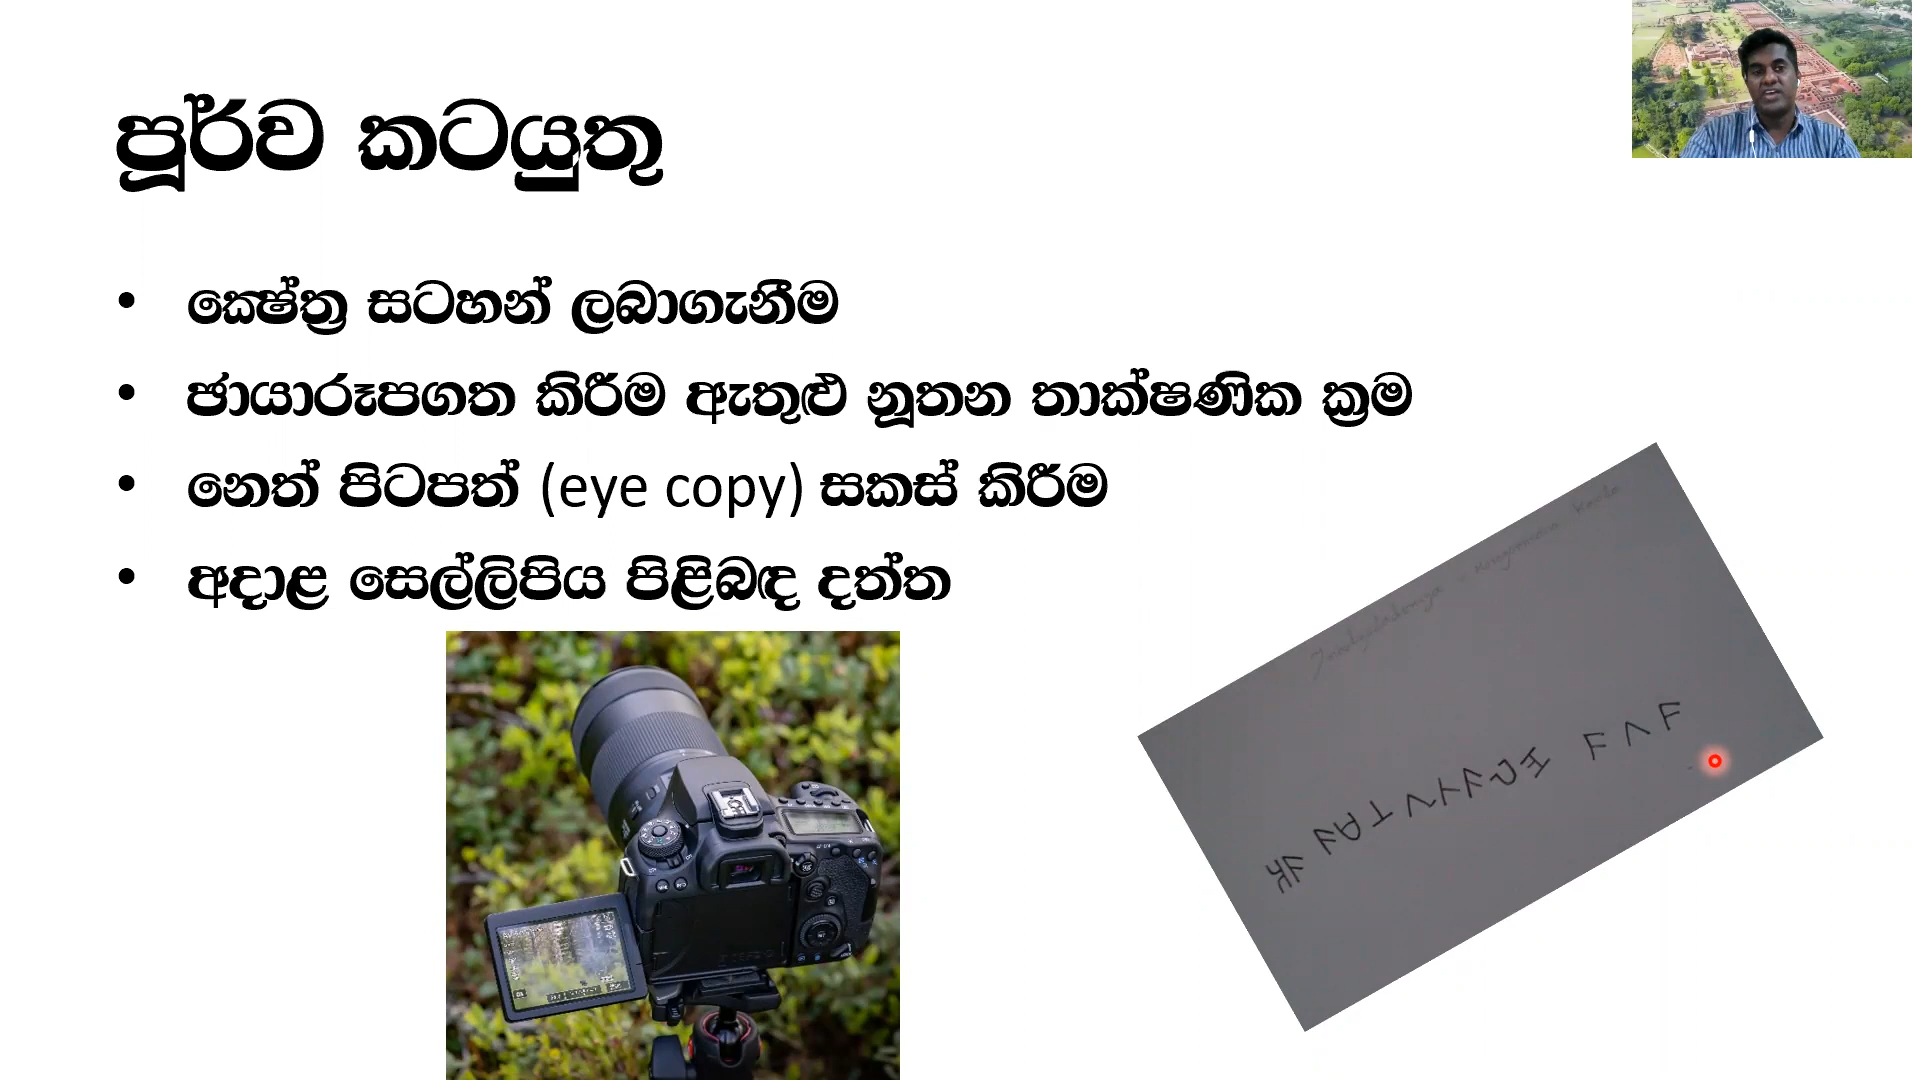 පූර්ව කටයුතු
• ක්‍ෂේත්‍ර සටහන් ලබාගැනීම
• ඡායාරූපගත කිරීම ඇතුළු නූතන තාක්ෂණික ක්‍රම
• නෙත් පිටපත් (eye copy) සකස් කිරීම
• අදාළ සෙල්ලිපිය පිළිබඳ දත්ත